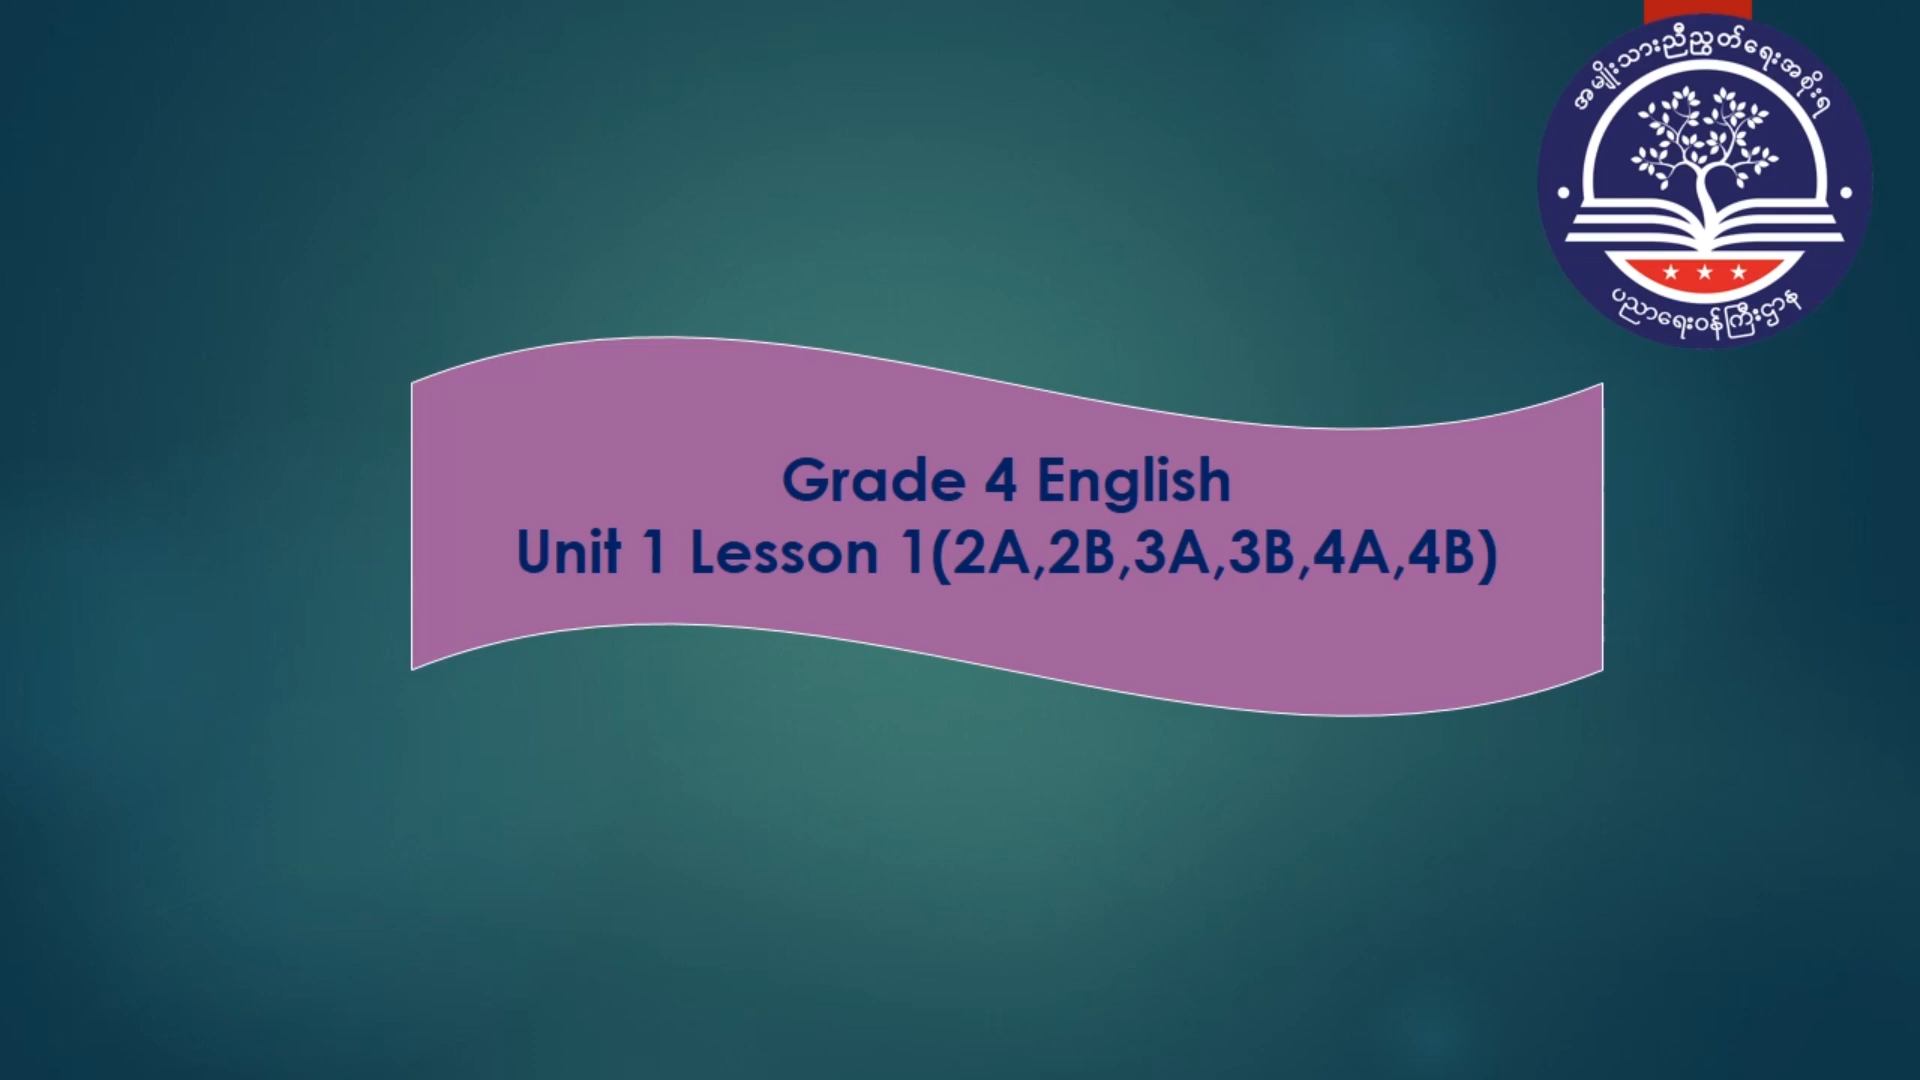 အမျိုးသားညီညွတ်ရေးအစိုးရ
ပညာရေးဝန်ကြီးဌာန
Grade 4 English
Unit 1 Lesson 1(2A,2B,3A,3B,4A,4B)